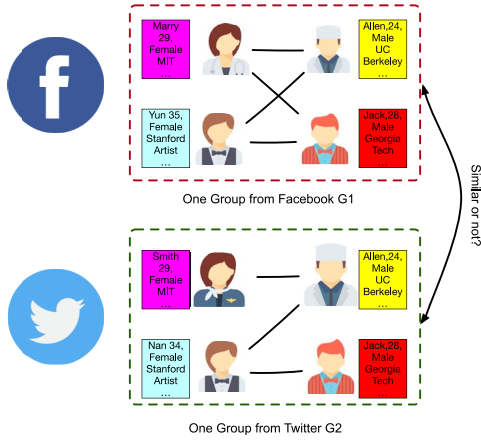 Marry
29,
Female
MIT
...
Allen,24,
Male
UC
Berkeley
...
Yun 35,
Female
Stanford
Artist
...
Jack,28,
Male
Georgia
Tech
...
One Group from Facebook G1
Similar or not?
Smith
29,
Female
MIT
...
Allen,24,
Male
UC
Berkeley
...
Nan 34,
Female
Stanford
Artist
...
Jack,28,
Male
Georgia
Tech
...
One Group from Twitter G2